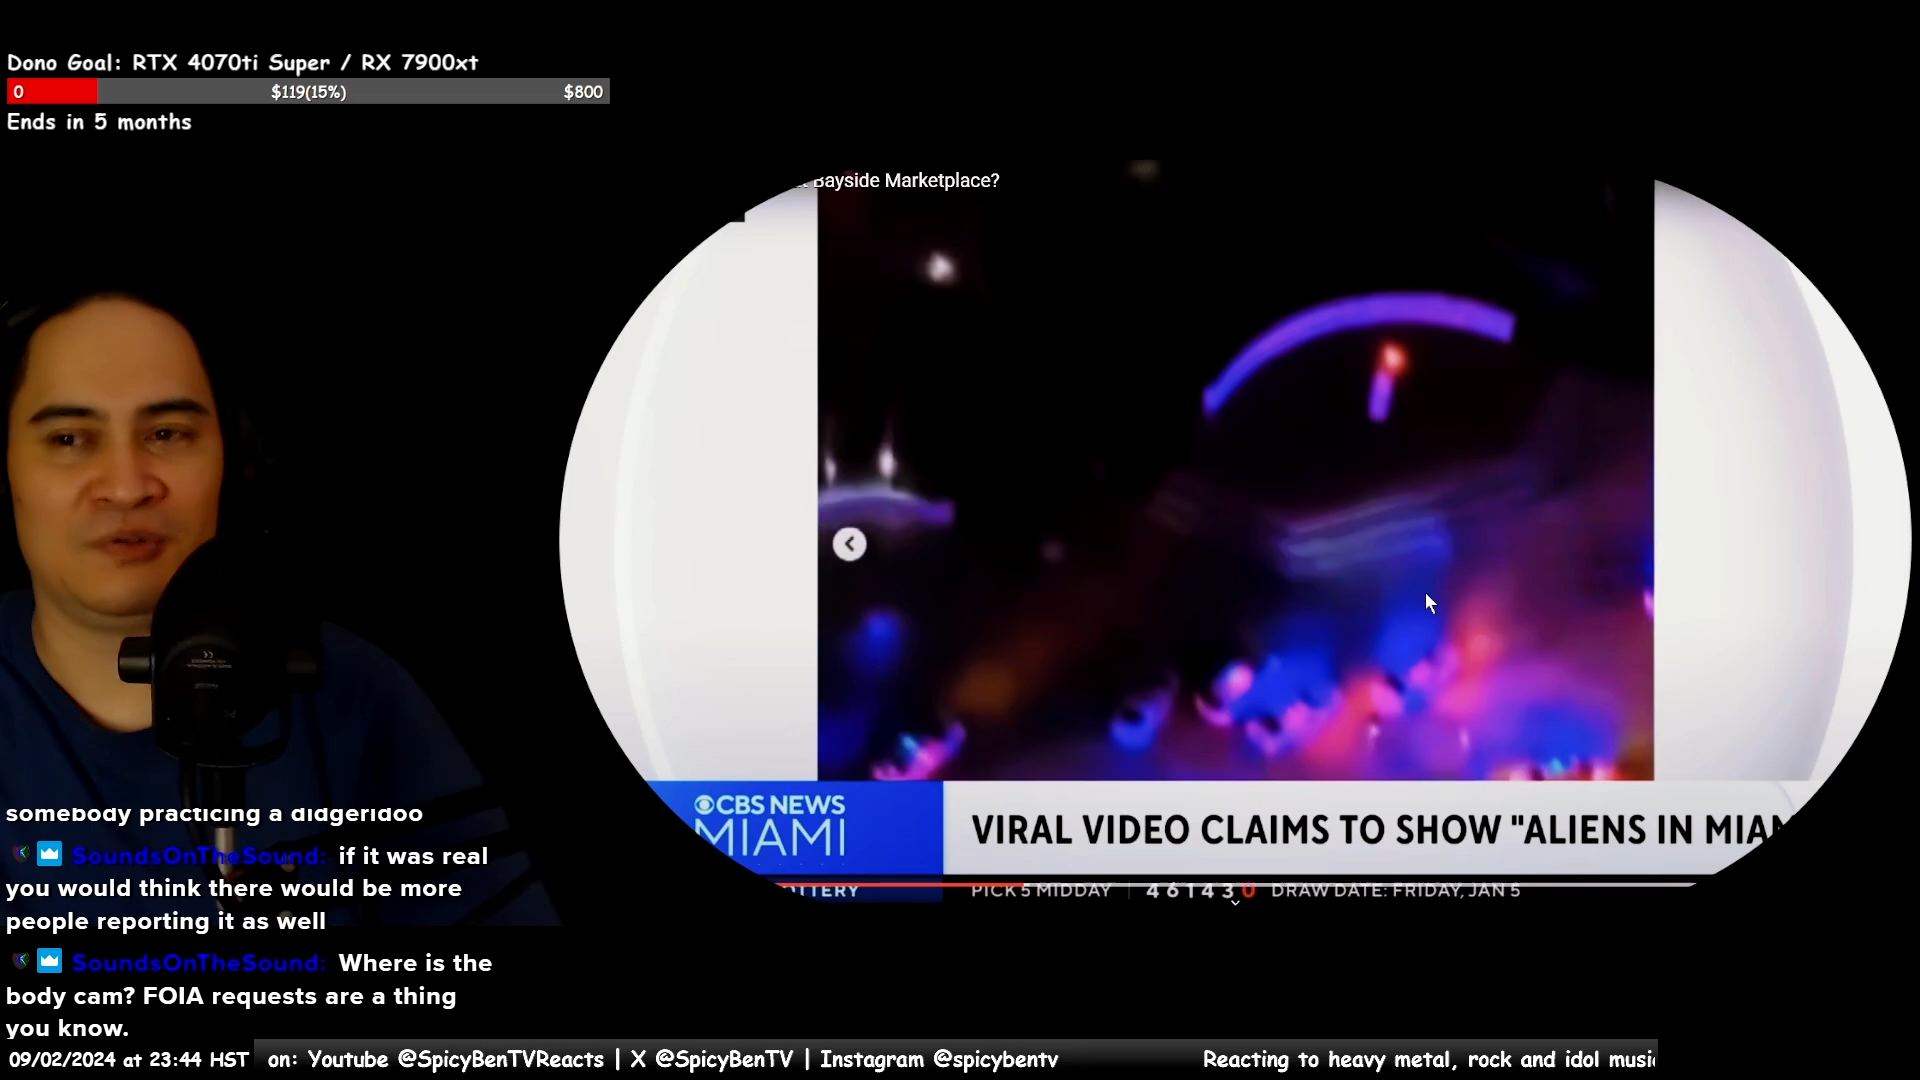 Dono Goal: RTX 4070ti Super / RX 7900xt
0 $119(15%) $800
Ends in 5 months
Bayside Marketplace?
CBS NEWS
MIAMI
VIRAL VIDEO CLAIMS TO SHOW "ALIENS IN MIAM
PICK 5 MIDDAY 4 6 1 4 3 0 DRAW DATE: FRIDAY, JAN 5
somebody practicing a didgeridoo
SoundsOnTheSound: if it was real
you would think there would be more
people reporting it as well
SoundsOnTheSound: Where is the
body cam? FOIA requests are a thing
you know.
09/02/2024 at 23:44 HST on: Youtube @SpicyBenTVReacts | X @SpicyBenTV | Instagram @spicybentv Reacting to heavy metal, rock and idol music